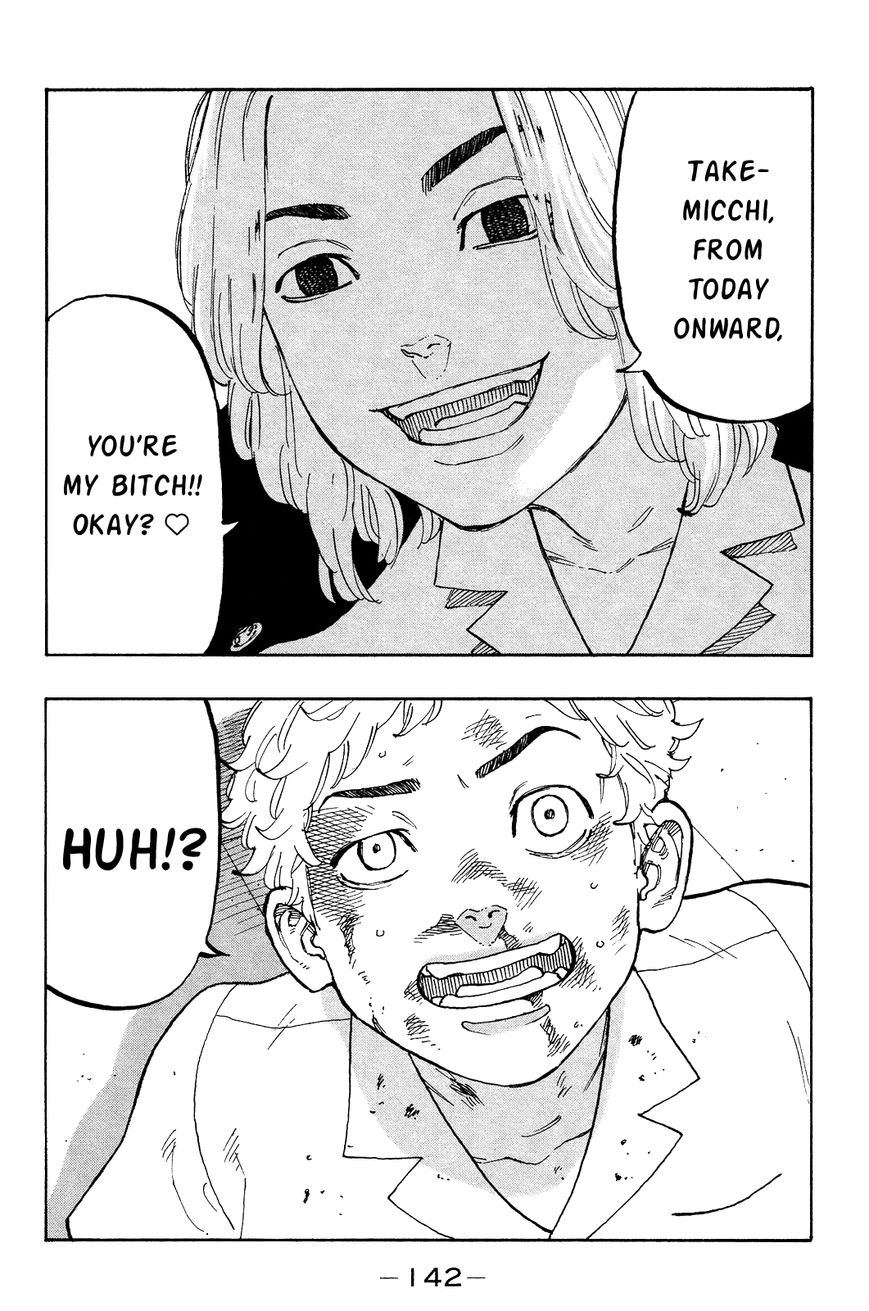 TAKE-
MICCHI,
FROM
TODAY
ONWARD,
YOU'RE
MY BITCH!!
OKAY? ♡
HUH!?
—142—